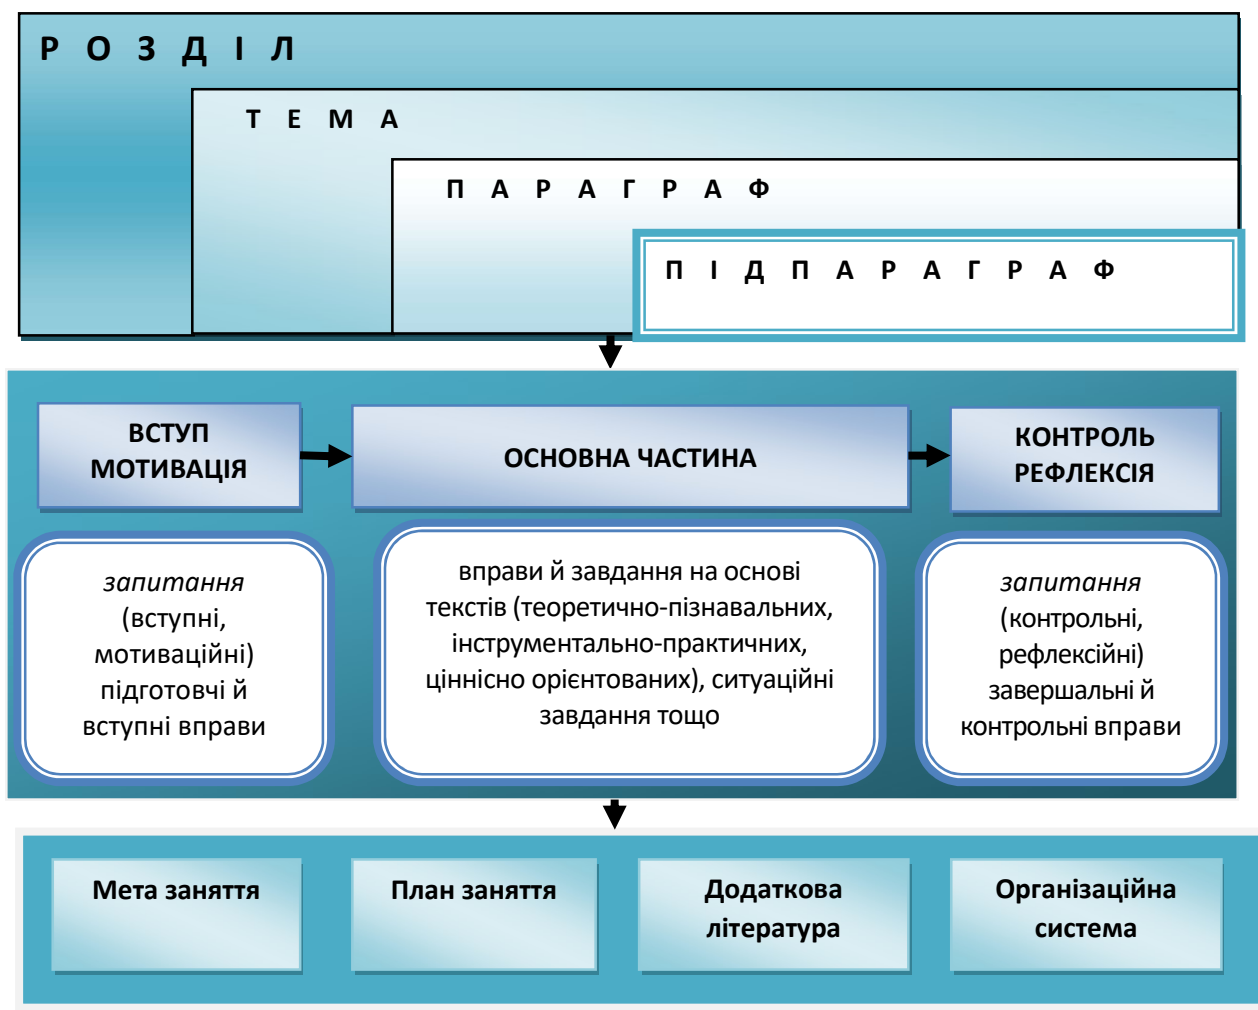 Р О З Д І Л
Т Е М А
П А Р А Г Р А Ф
П І Д П А Р А Г Р А Ф
ВСТУП
МОТИВАЦІЯ
ОСНОВНА ЧАСТИНА
КОНТРОЛЬ
РЕФЛЕКСІЯ
запитання
(вступні,
мотиваційні)
підготовчі й
вступні вправи
вправи й завдання на основі
текстів (теоретично-пізнавальних,
інструментально-практичних,
ціннісно орієнтованих), ситуаційні
завдання тощо
запитання
(контрольні,
рефлексійні)
завершальні й
контрольні вправи
Мета заняття
План заняття
Додаткова
література
Організаційна
система